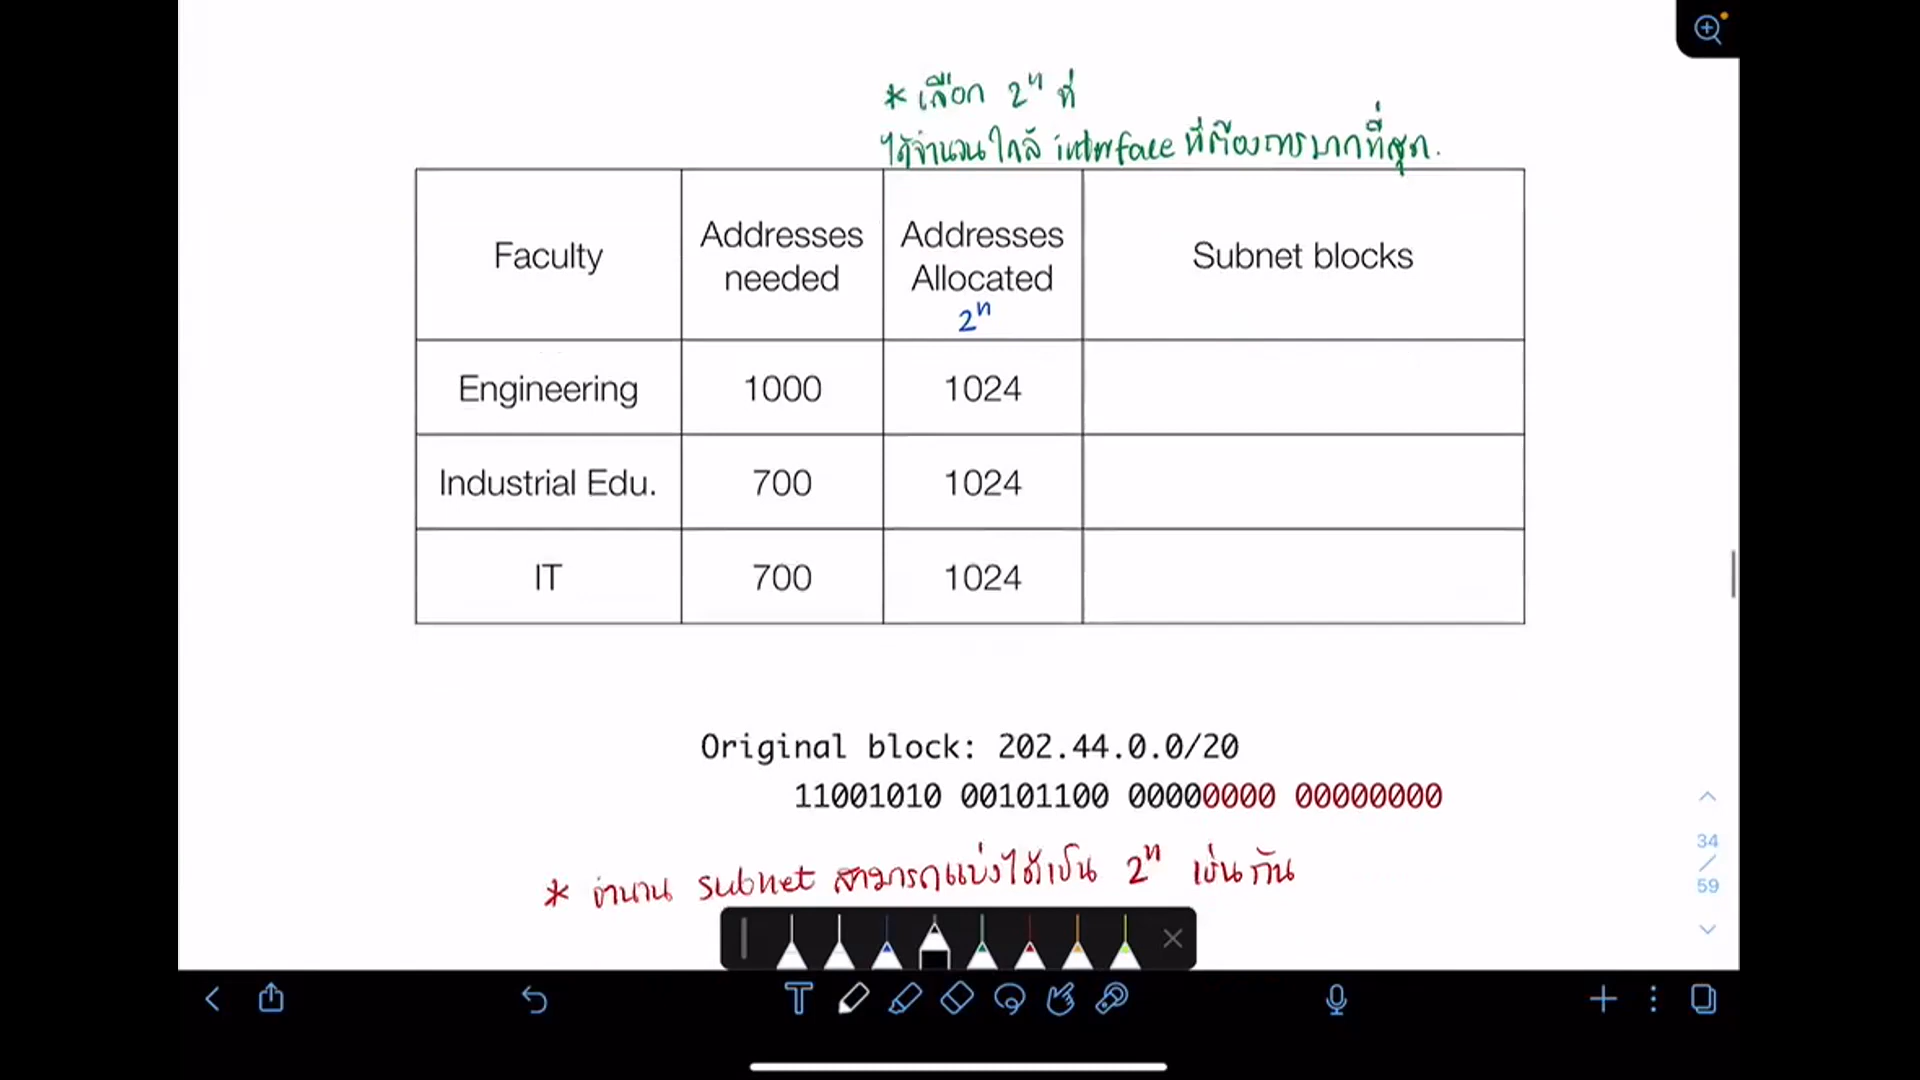 * เลือก 2ⁿ ที่
ได้จำนวนใกล้ interface ที่ต้องการมากที่สุด.
Faculty
Addresses needed
Addresses Allocated
2ⁿ
Subnet blocks
Engineering
1000
1024
Industrial Edu.
700
1024
IT
700
1024
Original block: 202.44.0.0/20
11001010 00101100 00000000 00000000
* จำนวน subnet สามารถแบ่งได้เป็น 2ⁿ เช่นกัน
34
/
59
T